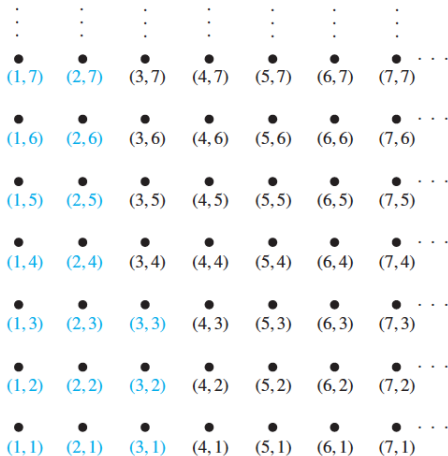 (1, 7) (2, 7) (3, 7) (4, 7) (5, 7) (6, 7) (7, 7) · · ·
(1, 6) (2, 6) (3, 6) (4, 6) (5, 6) (6, 6) (7, 6) · · ·
(1, 5) (2, 5) (3, 5) (4, 5) (5, 5) (6, 5) (7, 5) · · ·
(1, 4) (2, 4) (3, 4) (4, 4) (5, 4) (6, 4) (7, 4) · · ·
(1, 3) (2, 3) (3, 3) (4, 3) (5, 3) (6, 3) (7, 3) · · ·
(1, 2) (2, 2) (3, 2) (4, 2) (5, 2) (6, 2) (7, 2) · · ·
(1, 1) (2, 1) (3, 1) (4, 1) (5, 1) (6, 1) (7, 1) · · ·